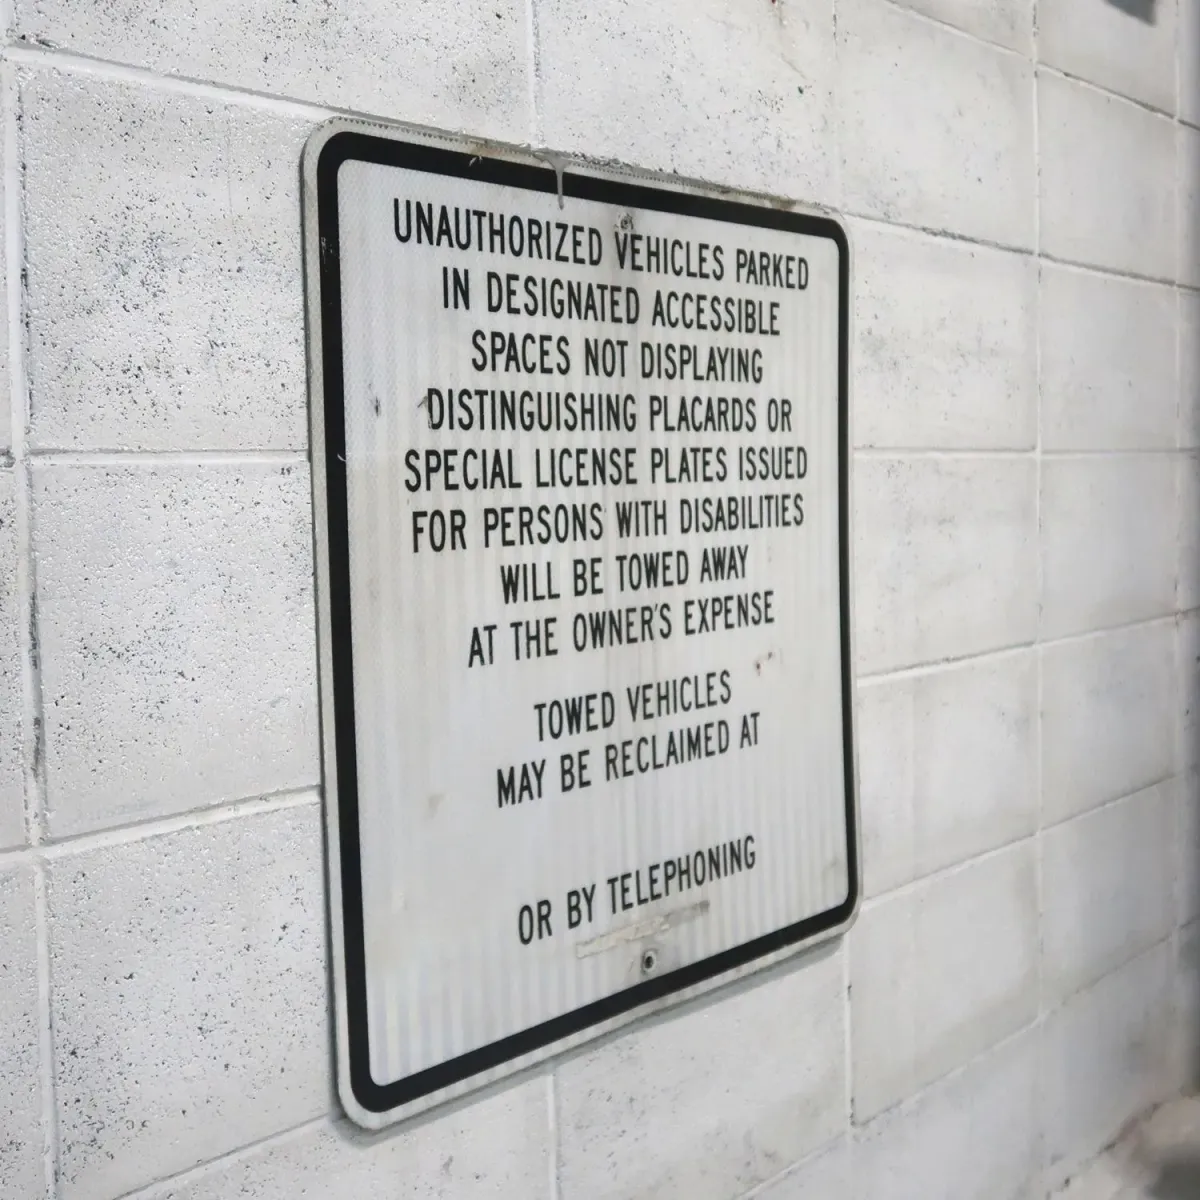 UNAUTHORIZED VEHICLES PARKED
IN DESIGNATED ACCESSIBLE
SPACES NOT DISPLAYING
DISTINGUISHING PLACARDS OR
SPECIAL LICENSE PLATES ISSUED
FOR PERSONS WITH DISABILITIES
WILL BE TOWED AWAY
AT THE OWNER'S EXPENSE
TOWED VEHICLES
MAY BE RECLAIMED AT
OR BY TELEPHONING